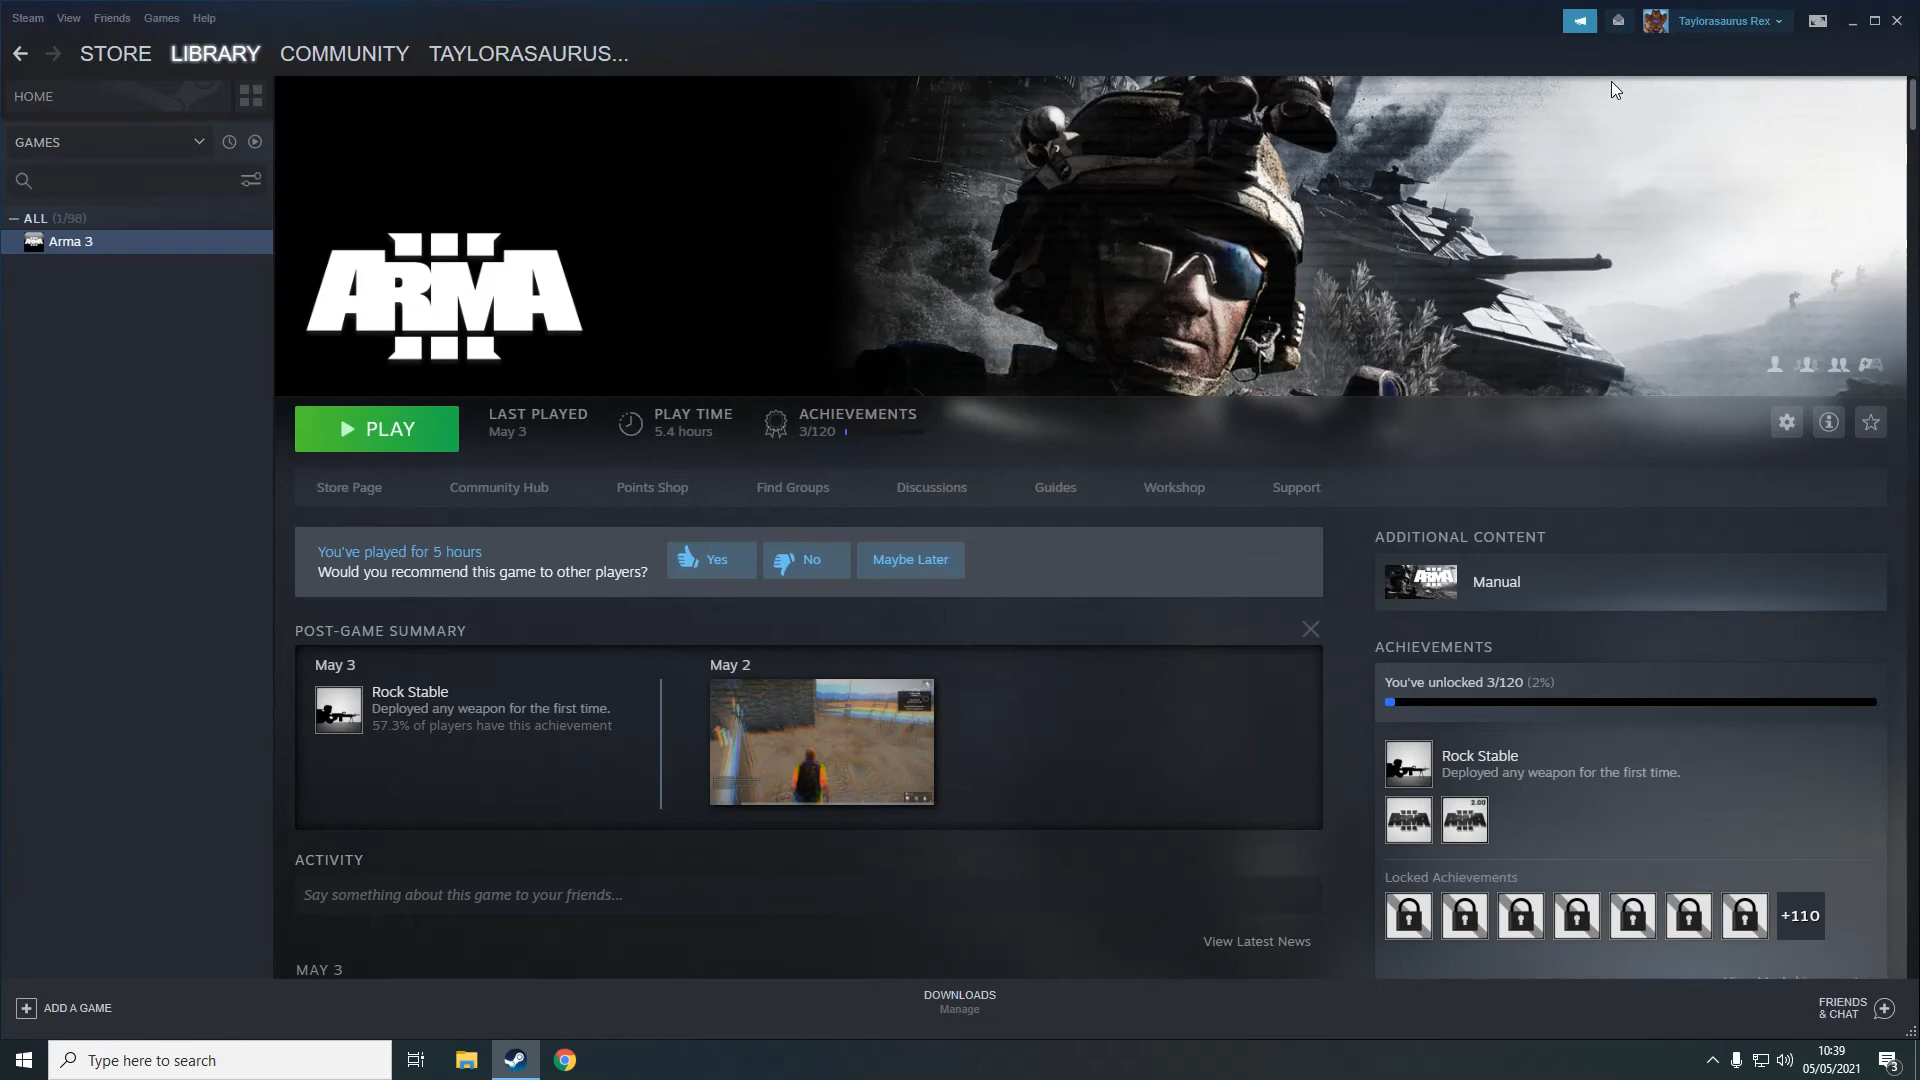 Steam View Friends Games Help
Taylorasaurus Rex
STORE LIBRARY COMMUNITY TAYLORASAURUS...
HOME
GAMES
ALL (1/98)
Arma 3
ARMA
III
PLAY
LAST PLAYED
May 3
PLAY TIME
5.4 hours
ACHIEVEMENTS
3/120
Store Page Community Hub Points Shop Find Groups Discussions Guides Workshop Support
You've played for 5 hours
Would you recommend this game to other players?
Yes No Maybe Later
POST-GAME SUMMARY
May 3
Rock Stable
Deployed any weapon for the first time.
57.3% of players have this achievement
May 2
ACTIVITY
Say something about this game to your friends...
View Latest News
MAY 3
ADDITIONAL CONTENT
ARMA
Manual
ACHIEVEMENTS
You've unlocked 3/120 (2%)
Rock Stable
Deployed any weapon for the first time.
ARMA
2.00
ARMA
Locked Achievements
+110
ADD A GAME
DOWNLOADS
Manage
FRIENDS
& CHAT
Type here to search
10:39
05/05/2021
3